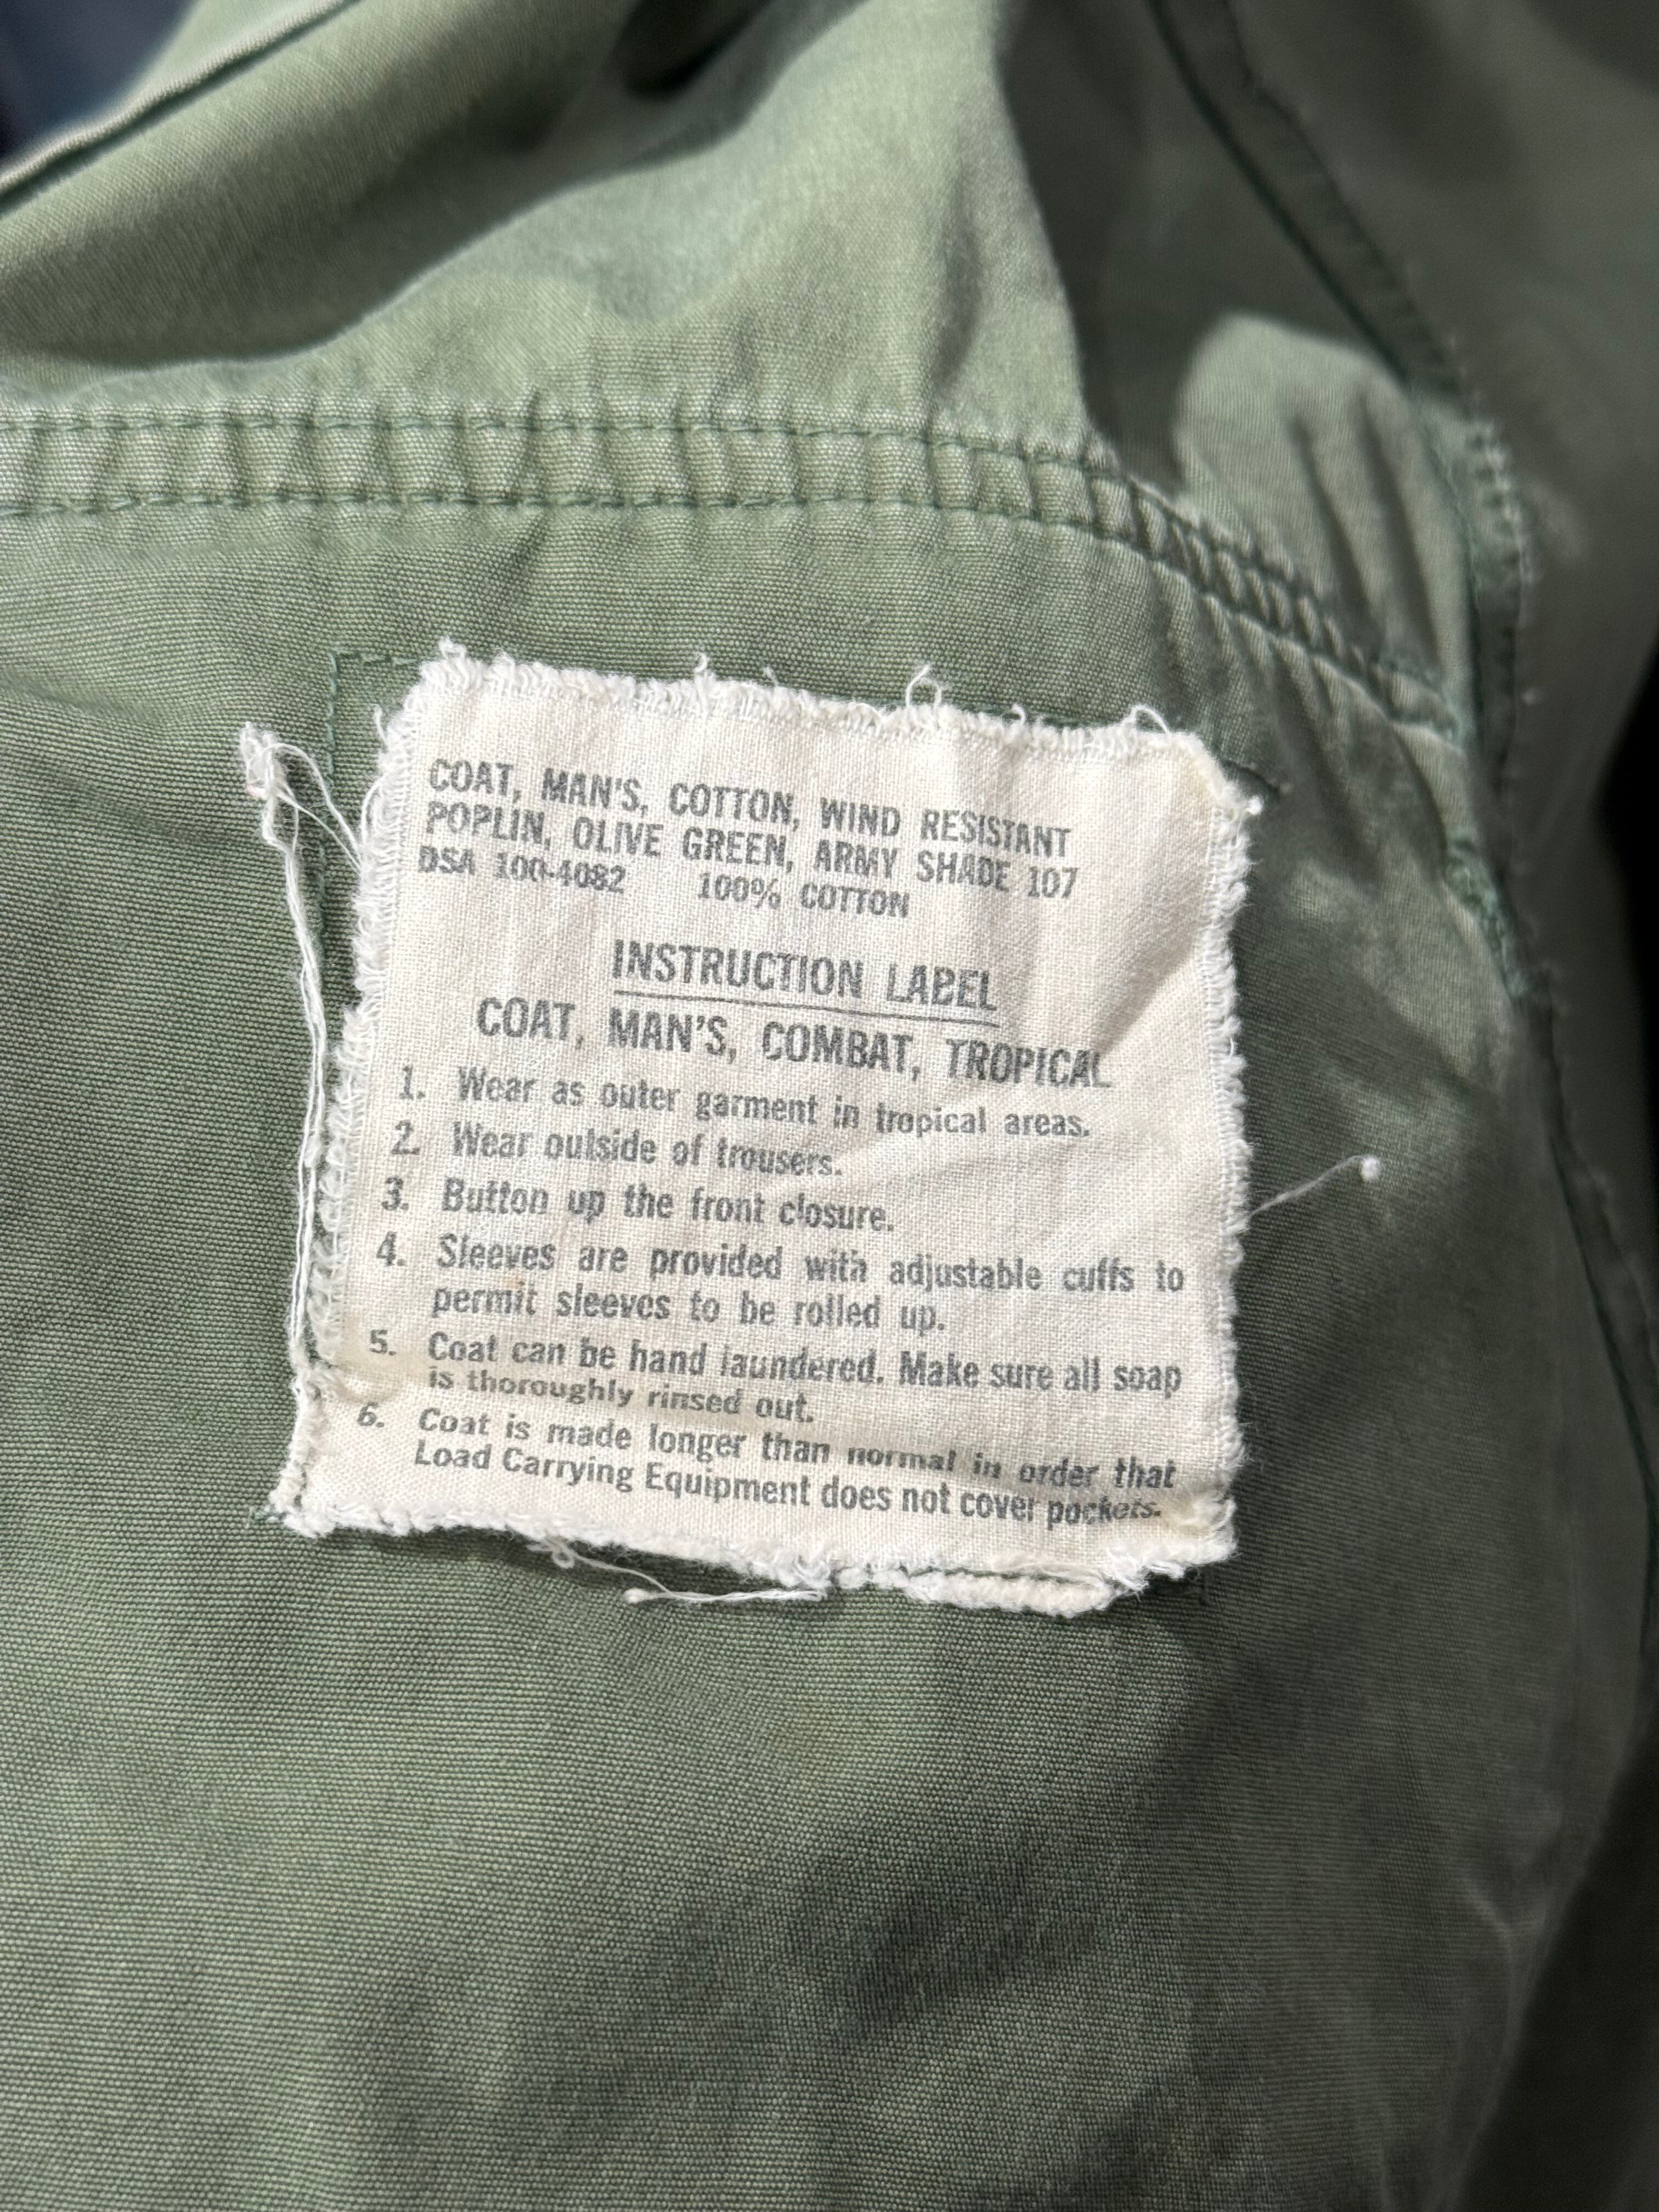 COAT, MAN'S, COTTON, WIND RESISTANT
POPLIN, OLIVE GREEN, ARMY SHADE 107
DSA 100-4082 100% COTTON
INSTRUCTION LABEL
COAT, MAN'S, COMBAT, TROPICAL
1. Wear as outer garment in tropical areas.
2. Wear outside of trousers.
3. Button up the front closure.
4. Sleeves are provided with adjustable cuffs to
permit sleeves to be rolled up.
5. Coat can be hand laundered. Make sure all soap
is thoroughly rinsed out.
6. Coat is made longer than normal in order that
Load Carrying Equipment does not cover pockets.